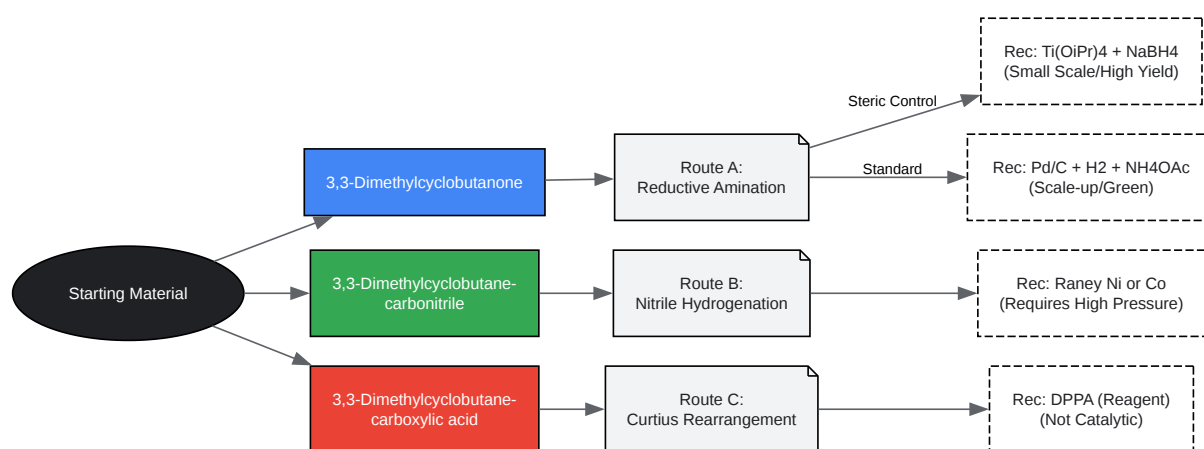 Starting Material
3,3-Dimethylcyclobutanone
Route A:
Reductive Amination
Steric Control
Rec: Ti(OiPr)4 + NaBH4
(Small Scale/High Yield)
Standard
Rec: Pd/C + H2 + NH4OAc
(Scale-up/Green)
3,3-Dimethylcyclobutane-
carbonitrile
Route B:
Nitrile Hydrogenation
Rec: Raney Ni or Co
(Requires High Pressure)
3,3-Dimethylcyclobutane-
carboxylic acid
Route C:
Curtius Rearrangement
Rec: DPPA (Reagent)
(Not Catalytic)